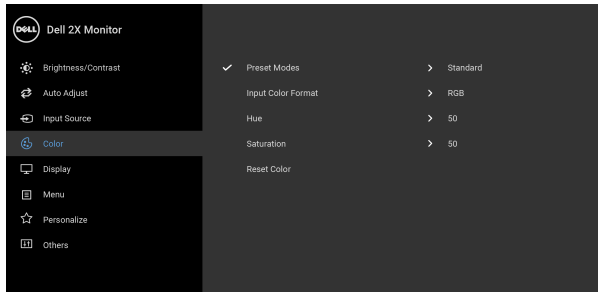 DELL Dell 2X Monitor
Brightness/Contrast
Auto Adjust
Input Source
Color
Display
Menu
Personalize
Others
Preset Modes Standard
Input Color Format RGB
Hue 50
Saturation 50
Reset Color